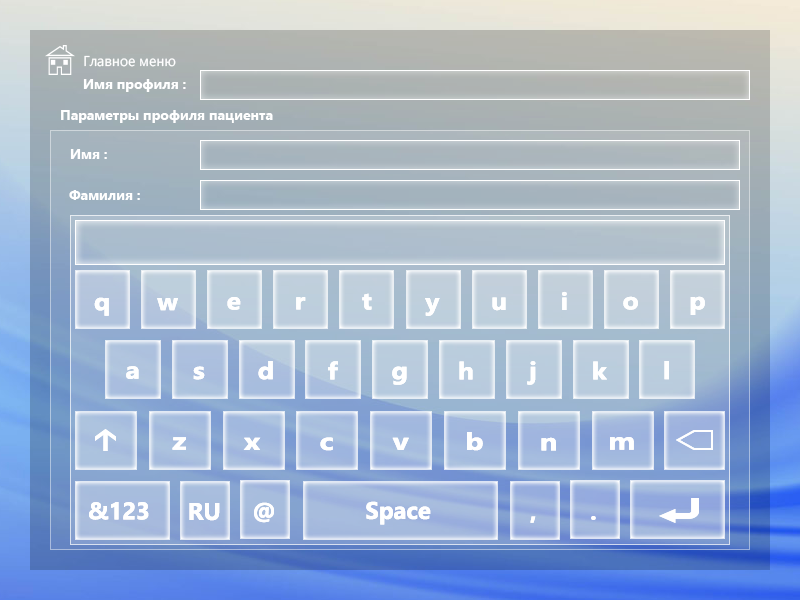 Главное меню
Имя профиля :
Параметры профиля пациента
Имя :
Фамилия :
q w e r t y u i o p
a s d f g h j k l
z x c v b n m
&123 RU @ Space , .